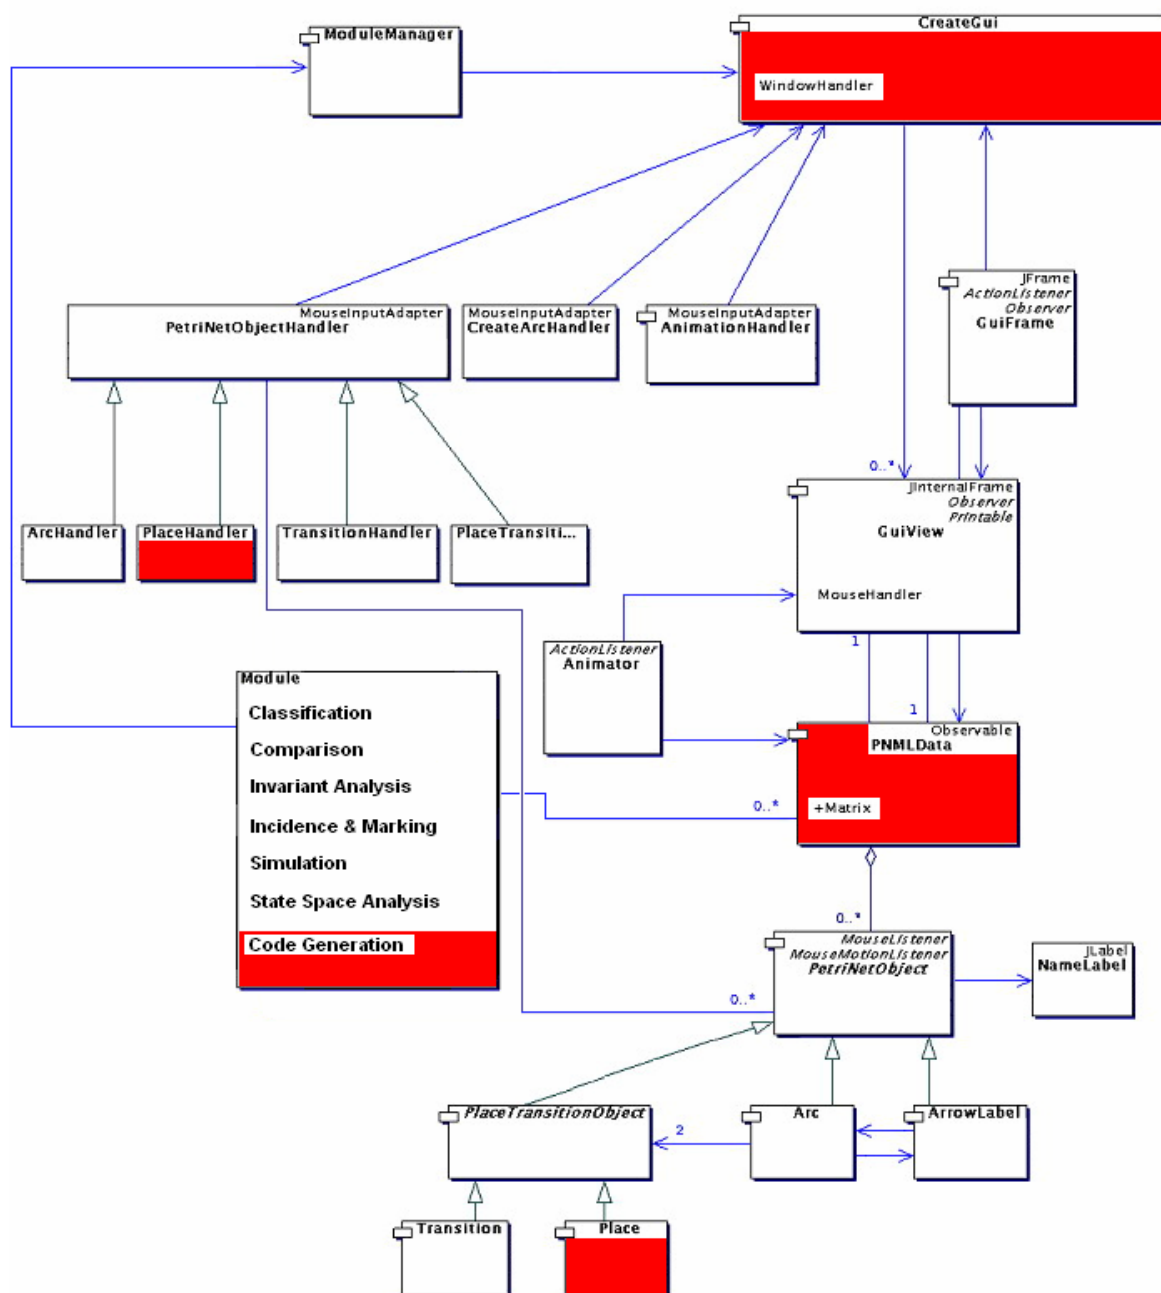 ModuleManager
CreateGui
WindowHandler
JFrame
ActionListener
Observer
GuiFrame
MouseInputAdapter
PetriNetObjectHandler
MouseInputAdapter
CreateArcHandler
MouseInputAdapter
AnimationHandler
0..*
JInternalFrame
Observer
Printable
GuiView
MouseHandler
ArcHandler
PlaceHandler
TransitionHandler
PlaceTransiti...
1
ActionListener
Animator
1
Module
Classification
Comparison
Invariant Analysis
Incidence & Marking
Simulation
State Space Analysis
Code Generation
Observable
PNMLData
+Matrix
0..*
0..*
MouseListener
MouseMotionListener
PetriNetObject
JLabel
NameLabel
0..*
PlaceTransitionObject
2
Arc
ArrowLabel
Transition
Place